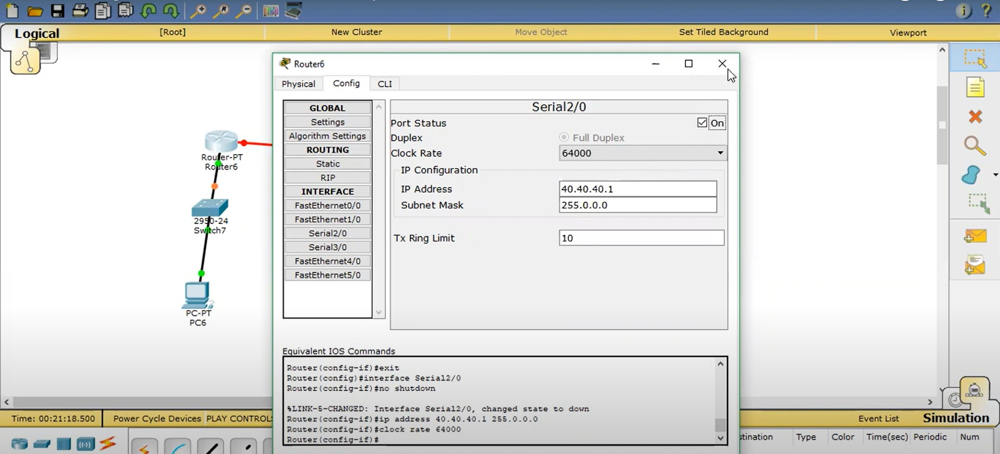 Logical
[Root]
New Cluster
Move Object
Set Tiled Background
Viewport
Router-PT
Router6
2950-24
Switch7
PC-PT
PC6
Router6
Physical
Config
CLI
GLOBAL
Settings
Algorithm Settings
ROUTING
Static
RIP
INTERFACE
FastEthernet0/0
FastEthernet1/0
Serial2/0
Serial3/0
FastEthernet4/0
FastEthernet5/0
Serial2/0
Port Status
On
Duplex
Full Duplex
Clock Rate
64000
IP Configuration
IP Address
40.40.40.1
Subnet Mask
255.0.0.0
Tx Ring Limit
10
Equivalent IOS Commands
Router(config-if)#exit
Router(config)#interface Serial2/0
Router(config-if)#no shutdown
%LINK-5-CHANGED: Interface Serial2/0, changed state to down
Router(config-if)#ip address 40.40.40.1 255.0.0.0
Router(config-if)#clock rate 64000
Router(config-if)#
Time: 00:21:18.500
Power Cycle Devices
PLAY CONTROLS
Event List
Simulation
stination
Type
Color
Time(sec)
Periodic
Num